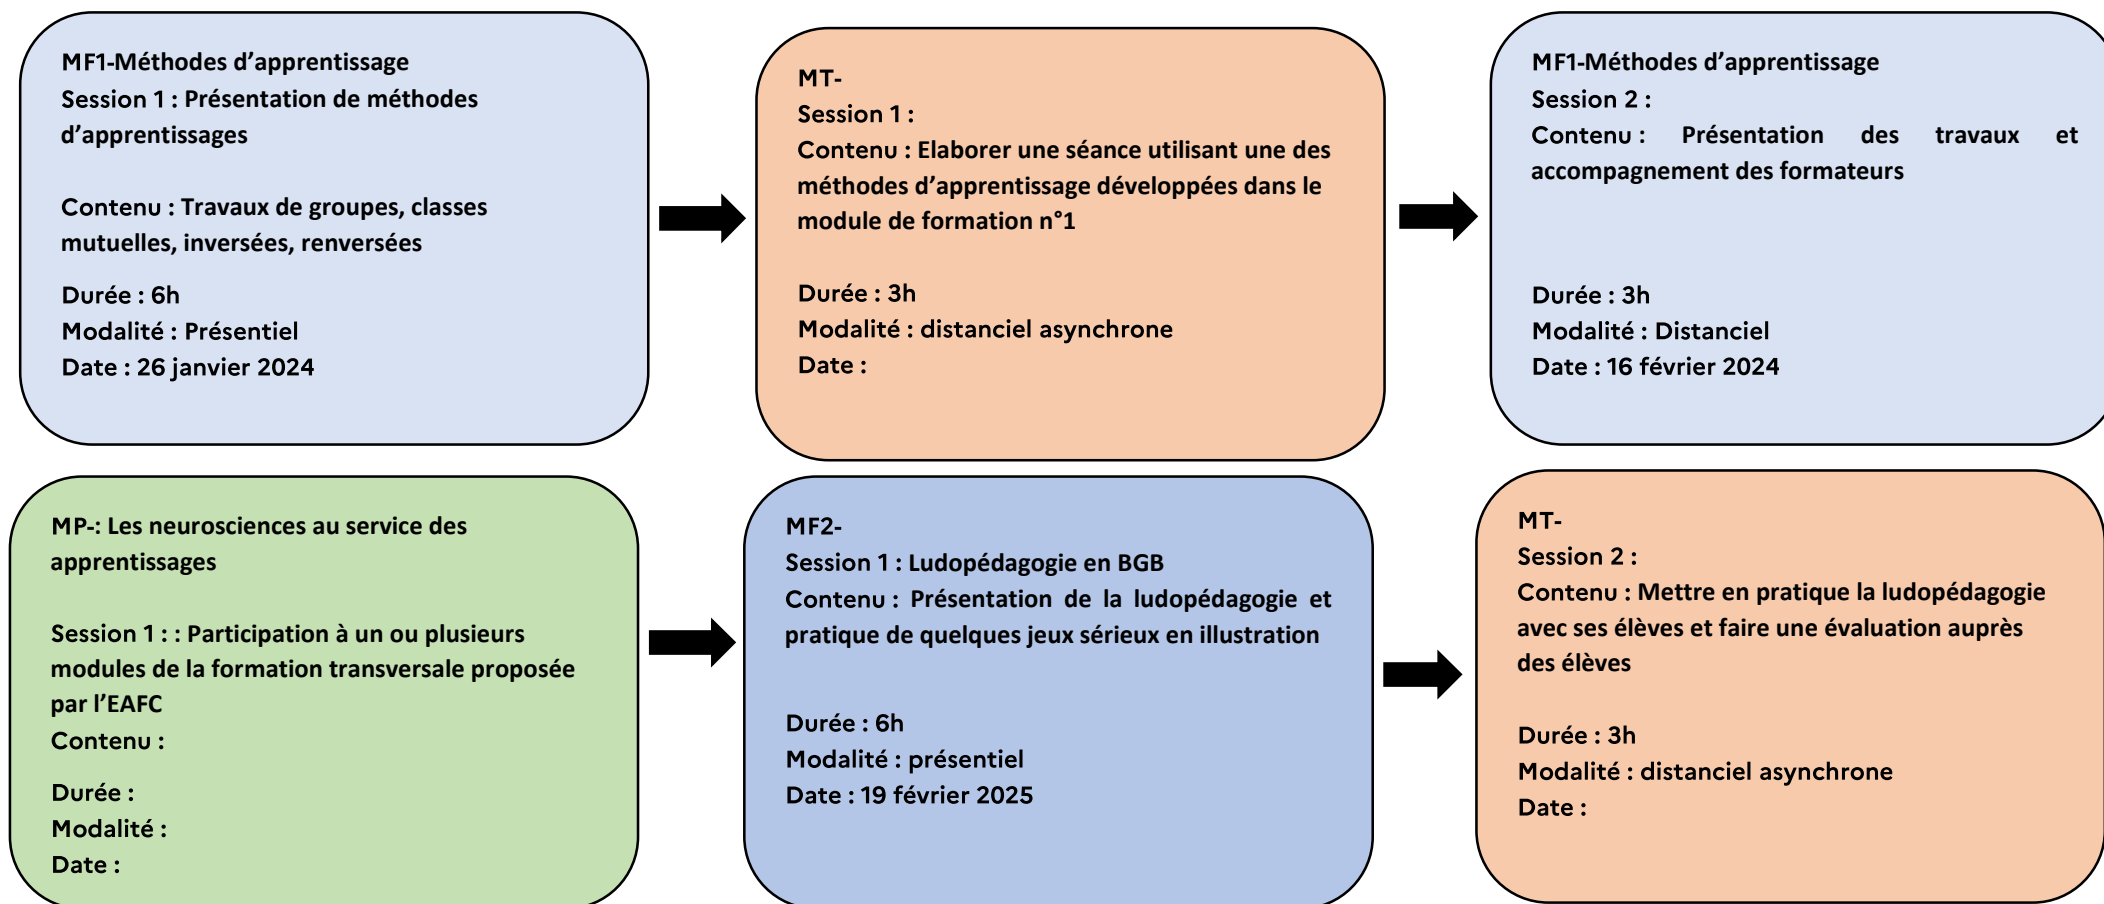 MF1-Méthodes d'apprentissage
Session 1 : Présentation de méthodes
d'apprentissages
Contenu : Travaux de groupes, classes
mutuelles, inversées, renversées
Durée : 6h
Modalité : Présentiel
Date : 26 janvier 2024
MT-
Session 1 :
Contenu : Elaborer une séance utilisant une des
méthodes d'apprentissage développées dans le
module de formation n°1
Durée : 3h
Modalité : distanciel asynchrone
Date :
MF1-Méthodes d'apprentissage
Session 2 :
Contenu : Présentation des travaux et
accompagnement des formateurs
Durée : 3h
Modalité : Distanciel
Date : 16 février 2024
MP-: Les neurosciences au service des
apprentissages
Session 1 : : Participation à un ou plusieurs
modules de la formation transversale proposée
par l'EAFC
Contenu :
Durée :
Modalité :
Date :
MF2-
Session 1 : Ludopédagogie en BGB
Contenu : Présentation de la ludopédagogie et
pratique de quelques jeux sérieux en illustration
Durée : 6h
Modalité : présentiel
Date : 19 février 2025
MT-
Session 2 :
Contenu : Mettre en pratique la ludopédagogie
avec ses élèves et faire une évaluation auprès
des élèves
Durée : 3h
Modalité : distanciel asynchrone
Date :